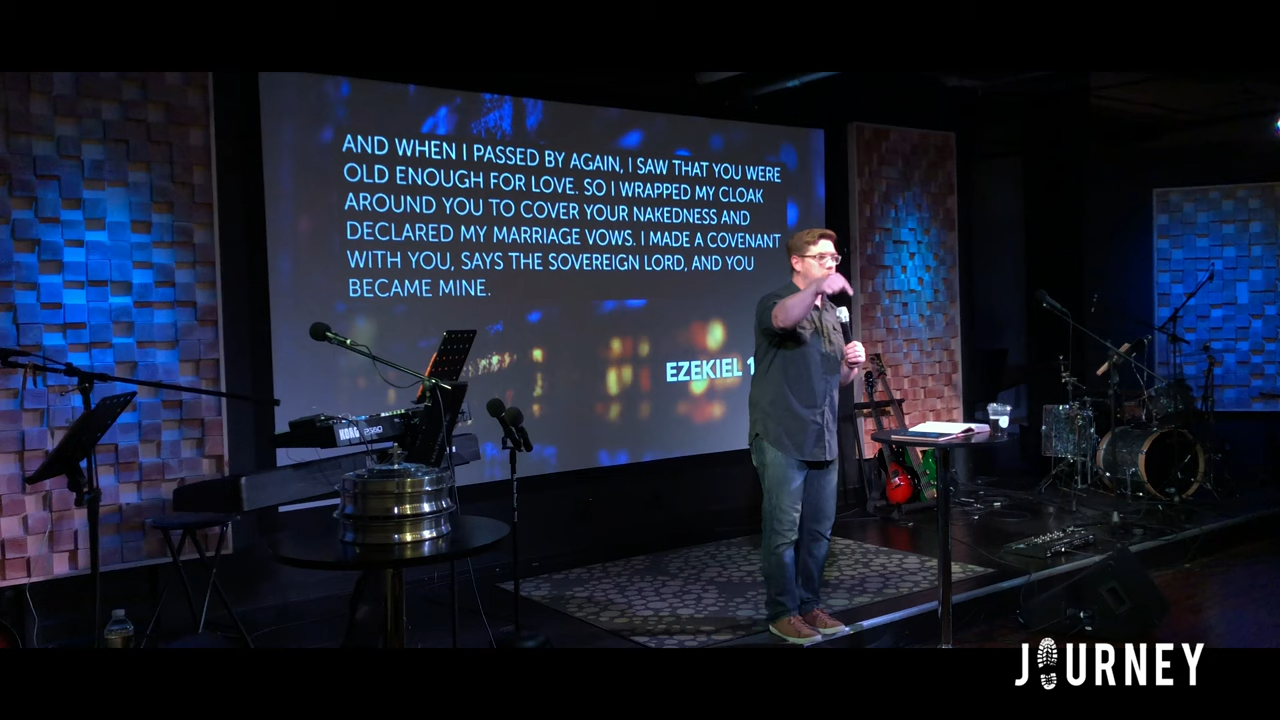 AND WHEN I PASSED BY AGAIN, I SAW THAT YOU WERE
OLD ENOUGH FOR LOVE. SO I WRAPPED MY CLOAK
AROUND YOU TO COVER YOUR NAKEDNESS AND
DECLARED MY MARRIAGE VOWS. I MADE A COVENANT
WITH YOU, SAYS THE SOVEREIGN LORD, AND YOU
BECAME MINE.
EZEKIEL 1
KORG
JOURNEY